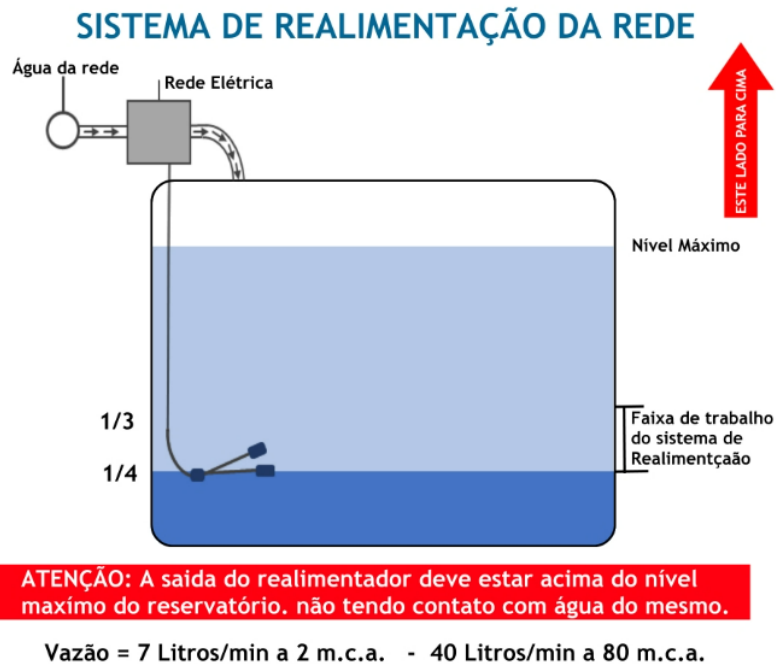 SISTEMA DE REALIMENTAÇÃO DA REDE
Água da rede
Rede Elétrica
ESTE LADO PARA CIMA
Nível Máximo
1/3
Faixa de trabalho
do sistema de
Realimentçaão
1/4
ATENÇÃO: A saida do realimentador deve estar acima do nível
maxímo do reservatório. não tendo contato com água do mesmo.
Vazão = 7 Litros/min a 2 m.c.a. - 40 Litros/min a 80 m.c.a.